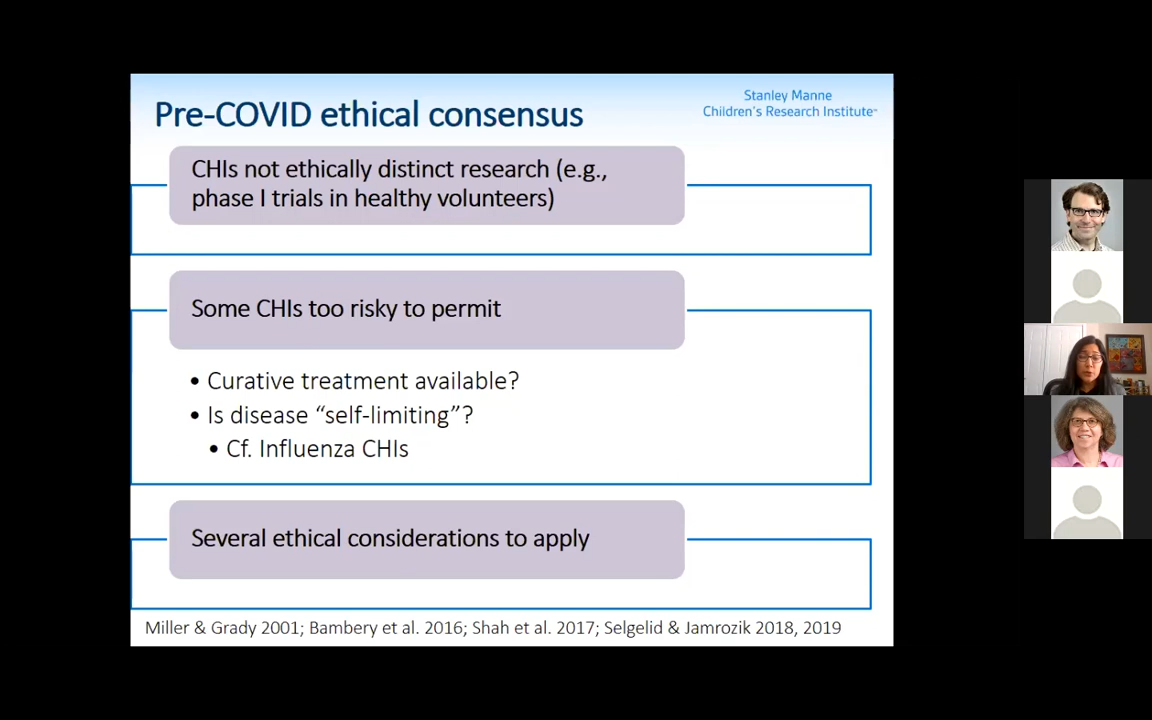 Pre-COVID ethical consensus
Stanley Manne
Children's Research Institute™
CHIs not ethically distinct research (e.g.,
phase I trials in healthy volunteers)
Some CHIs too risky to permit
• Curative treatment available?
• Is disease “self-limiting”?
• Cf. Influenza CHIs
Several ethical considerations to apply
Miller & Grady 2001; Bambery et al. 2016; Shah et al. 2017; Selgelid & Jamrozik 2018, 2019